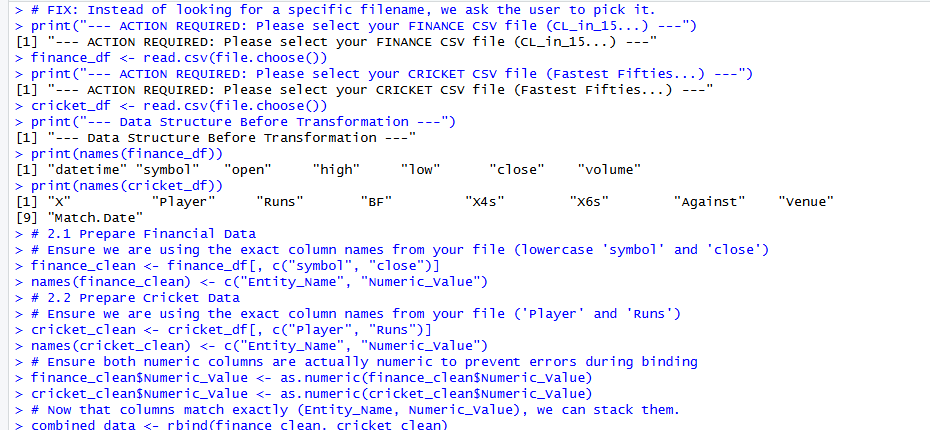 > # FIX: Instead of looking for a specific filename, we ask the user to pick it.
> print("--- ACTION REQUIRED: Please select your FINANCE CSV file (CL_in_15...) ---")
[1] "--- ACTION REQUIRED: Please select your FINANCE CSV file (CL_in_15...) ---"
> finance_df <- read.csv(file.choose())
> print("--- ACTION REQUIRED: Please select your CRICKET CSV file (Fastest Fifties...) ---")
[1] "--- ACTION REQUIRED: Please select your CRICKET CSV file (Fastest Fifties...) ---"
> cricket_df <- read.csv(file.choose())
> print("--- Data Structure Before Transformation ---")
[1] "--- Data Structure Before Transformation ---"
> print(names(finance_df))
[1] "datetime" "symbol"   "open"     "high"     "low"      "close"    "volume"
> print(names(cricket_df))
[1] "X"          "Player"     "Runs"       "BF"         "X4s"        "X6s"        "Against"    "Venue"
[9] "Match.Date"
> # 2.1 Prepare Financial Data
> # Ensure we are using the exact column names from your file (lowercase 'symbol' and 'close')
> finance_clean <- finance_df[, c("symbol", "close")]
> names(finance_clean) <- c("Entity_Name", "Numeric_Value")
> # 2.2 Prepare Cricket Data
> # Ensure we are using the exact column names from your file ('Player' and 'Runs')
> cricket_clean <- cricket_df[, c("Player", "Runs")]
> names(cricket_clean) <- c("Entity_Name", "Numeric_Value")
> # Ensure both numeric columns are actually numeric to prevent errors during binding
> finance_clean$Numeric_Value <- as.numeric(finance_clean$Numeric_Value)
> cricket_clean$Numeric_Value <- as.numeric(cricket_clean$Numeric_Value)
> # Now that columns match exactly (Entity_Name, Numeric_Value), we can stack them.
> combined_data <- rbind(finance_clean, cricket_clean)